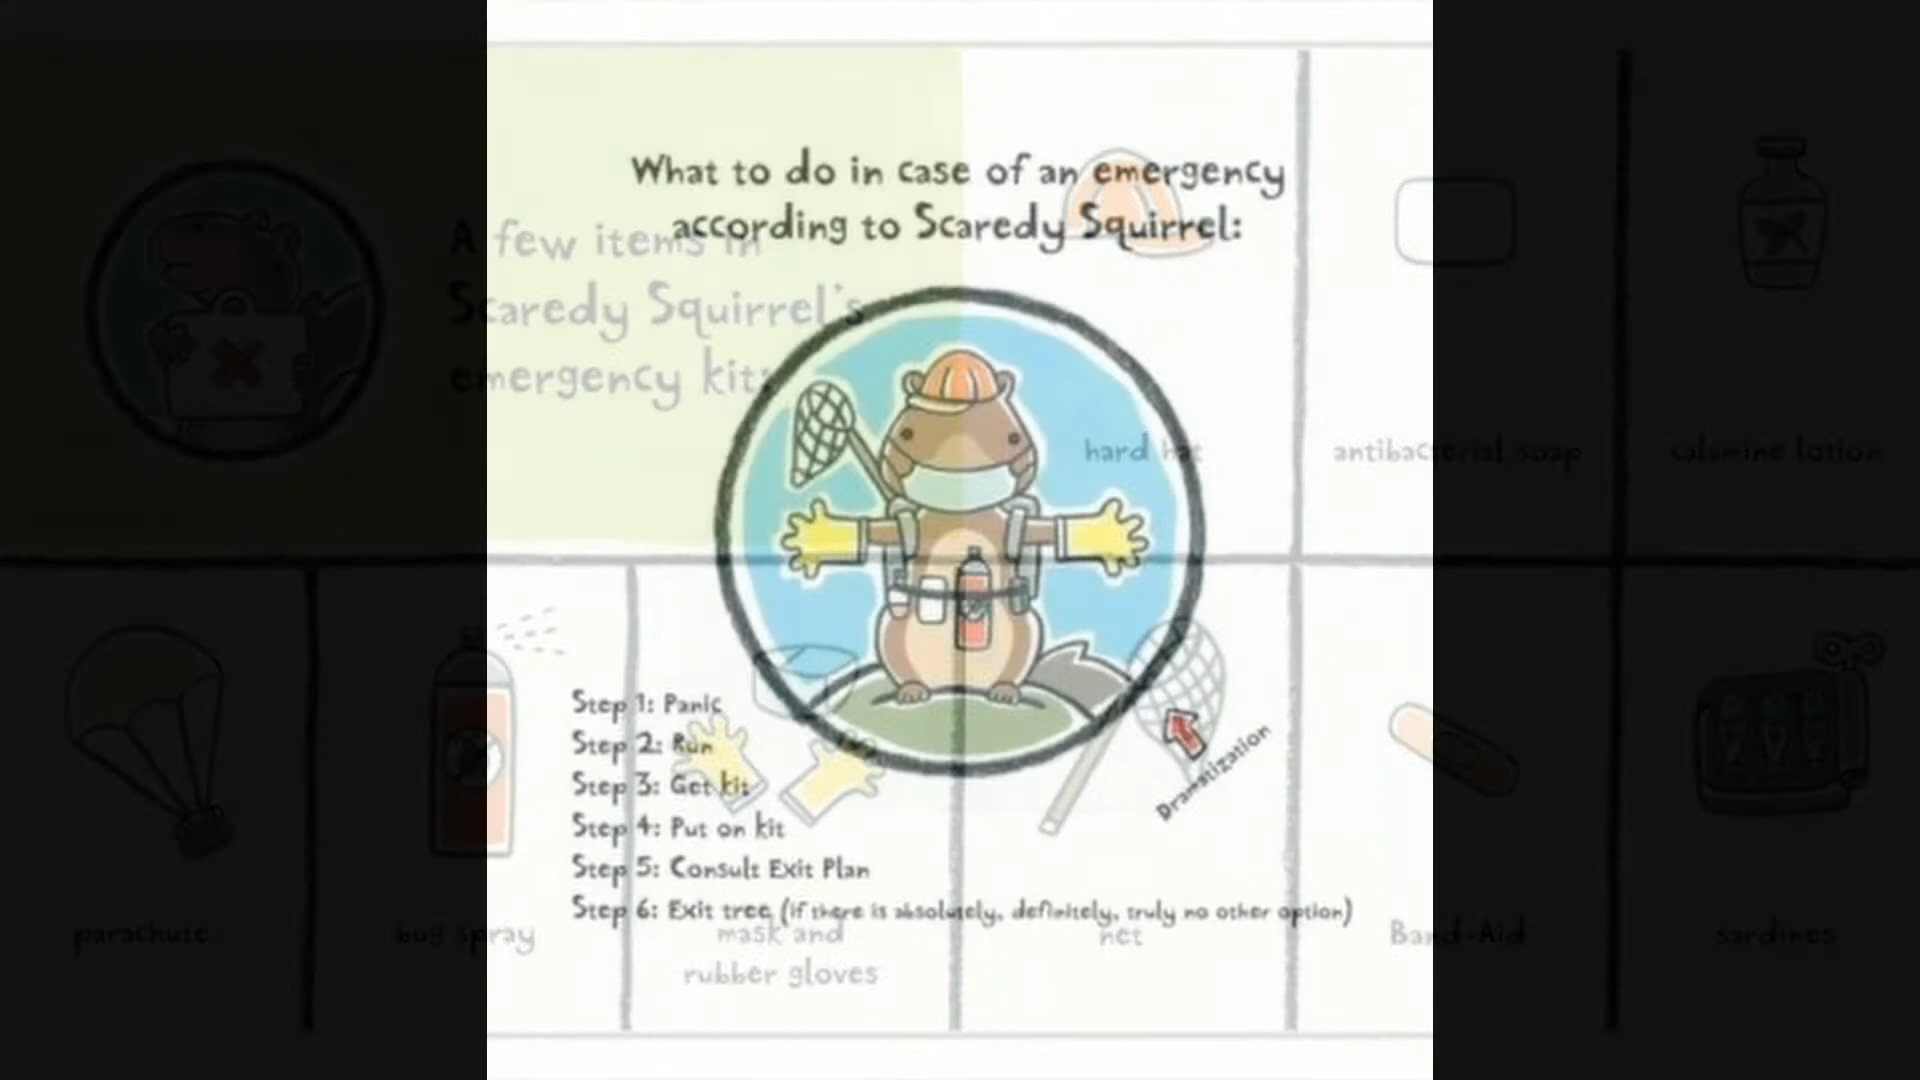 What to do in case of an emergency
according to Scaredy Squirrel:
A few items in
Scaredy Squirrel's
emergency kit:
hard hat
antibacterial soap
calamine lotion
Dramatization
Step 1: Panic
Step 2: Run
Step 3: Get kit
Step 4: Put on kit
Step 5: Consult Exit Plan
Step 6: Exit tree (if there is absolutely, definitely, truly no other option)
parachute
bug spray
mask and
rubber gloves
net
Band-Aid
sardines